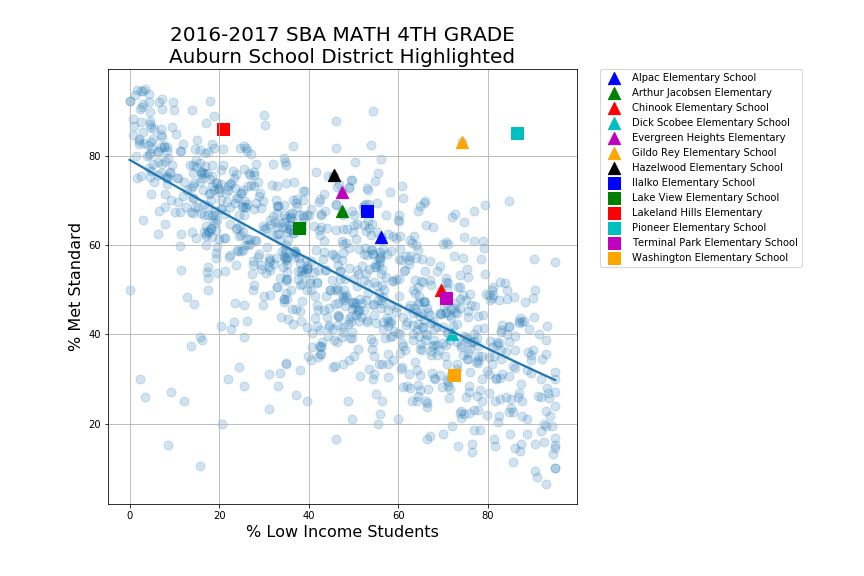 2016-2017 SBA MATH 4TH GRADE
Auburn School District Highlighted
% Met Standard
80
60
40
20
0
20
40
60
80
% Low Income Students
Alpac Elementary School
Arthur Jacobsen Elementary
Chinook Elementary School
Dick Scobee Elementary School
Evergreen Heights Elementary
Gildo Rey Elementary School
Hazelwood Elementary School
Ilalko Elementary School
Lake View Elementary School
Lakeland Hills Elementary
Pioneer Elementary School
Terminal Park Elementary School
Washington Elementary School